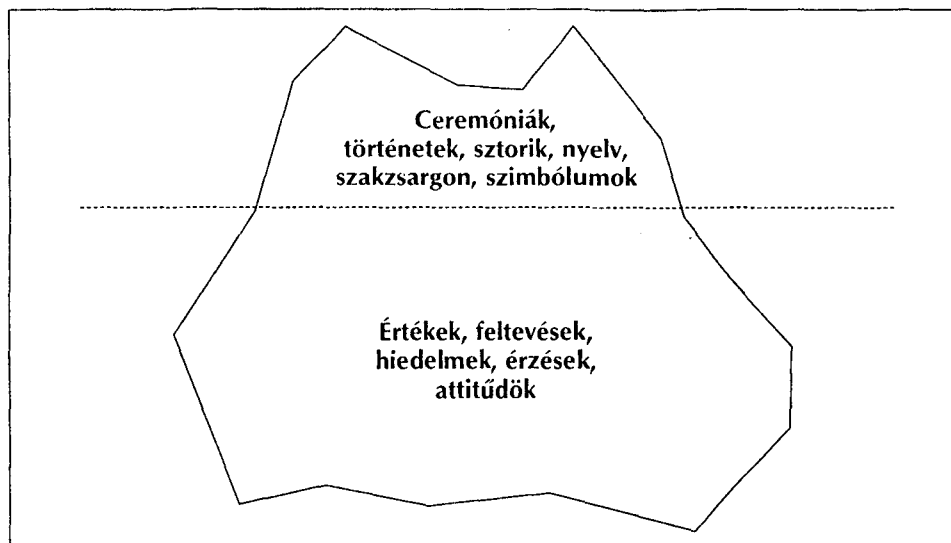 Ceremóniák,
történetek, sztorik, nyelv,
szakzsargon, szimbólumok
Értékek, feltevések,
hiedelmek, érzések,
attitűdök